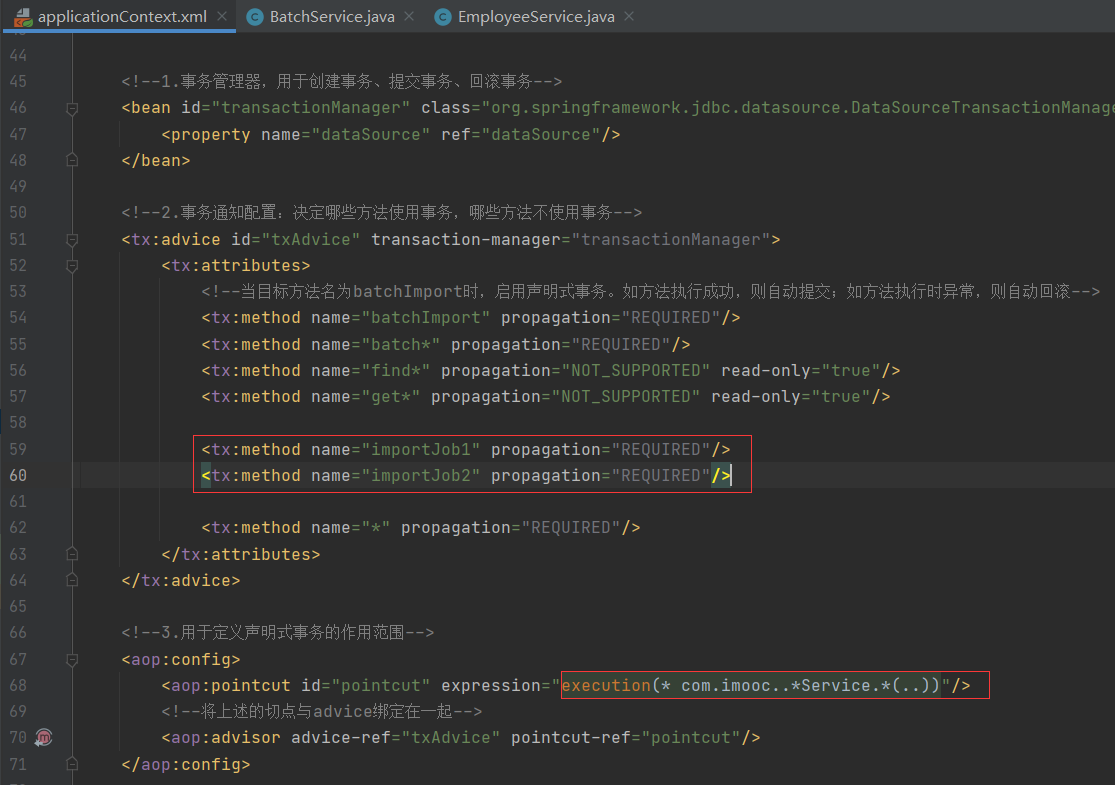 applicationContext.xml BatchService.java EmployeeService.java
44
45 <!--1.事务管理器，用于创建事务、提交事务、回滚事务-->
46 <bean id="transactionManager" class="org.springframework.jdbc.datasource.DataSourceTransactionManage
47 <property name="dataSource" ref="dataSource"/>
48 </bean>
49
50 <!--2.事务通知配置：决定哪些方法使用事务，哪些方法不使用事务-->
51 <tx:advice id="txAdvice" transaction-manager="transactionManager">
52 <tx:attributes>
53 <!--当目标方法名为batchImport时，启用声明式事务。如方法执行成功，则自动提交；如方法执行时异常，则自动回滚-->
54 <tx:method name="batchImport" propagation="REQUIRED"/>
55 <tx:method name="batch*" propagation="REQUIRED"/>
56 <tx:method name="find*" propagation="NOT_SUPPORTED" read-only="true"/>
57 <tx:method name="get*" propagation="NOT_SUPPORTED" read-only="true"/>
58
59 <tx:method name="importJob1" propagation="REQUIRED"/>
60 <tx:method name="importJob2" propagation="REQUIRED"/>
61
62 <tx:method name="*" propagation="REQUIRED"/>
63 </tx:attributes>
64 </tx:advice>
65
66 <!--3.用于定义声明式事务的作用范围-->
67 <aop:config>
68 <aop:pointcut id="pointcut" expression="execution(* com.imooc..*Service.*(..))"/>
69 <!--将上述的切点与advice绑定在一起-->
70 <aop:advisor advice-ref="txAdvice" pointcut-ref="pointcut"/>
71 </aop:config>